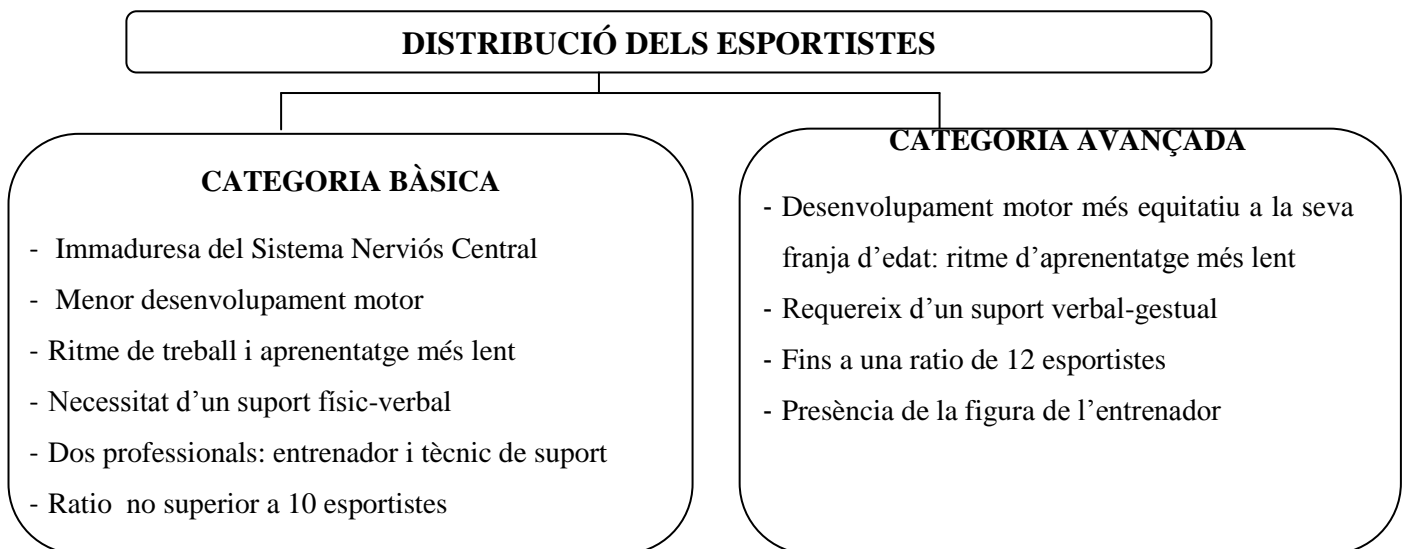 DISTRIBUCIÓ DELS ESPORTISTES
CATEGORIA BÀSICA
- Immaduresa del Sistema Nerviós Central
- Menor desenvolupament motor
- Ritme de treball i aprenentatge més lent
- Necessitat d’un suport físic-verbal
- Dos professionals: entrenador i tècnic de suport
- Ratio no superior a 10 esportistes
CATEGORIA AVANÇADA
- Desenvolupament motor més equitatiu a la seva
franja d’edat: ritme d’aprenentatge més lent
- Requereix d’un suport verbal-gestual
- Fins a una ratio de 12 esportistes
- Presència de la figura de l’entrenador